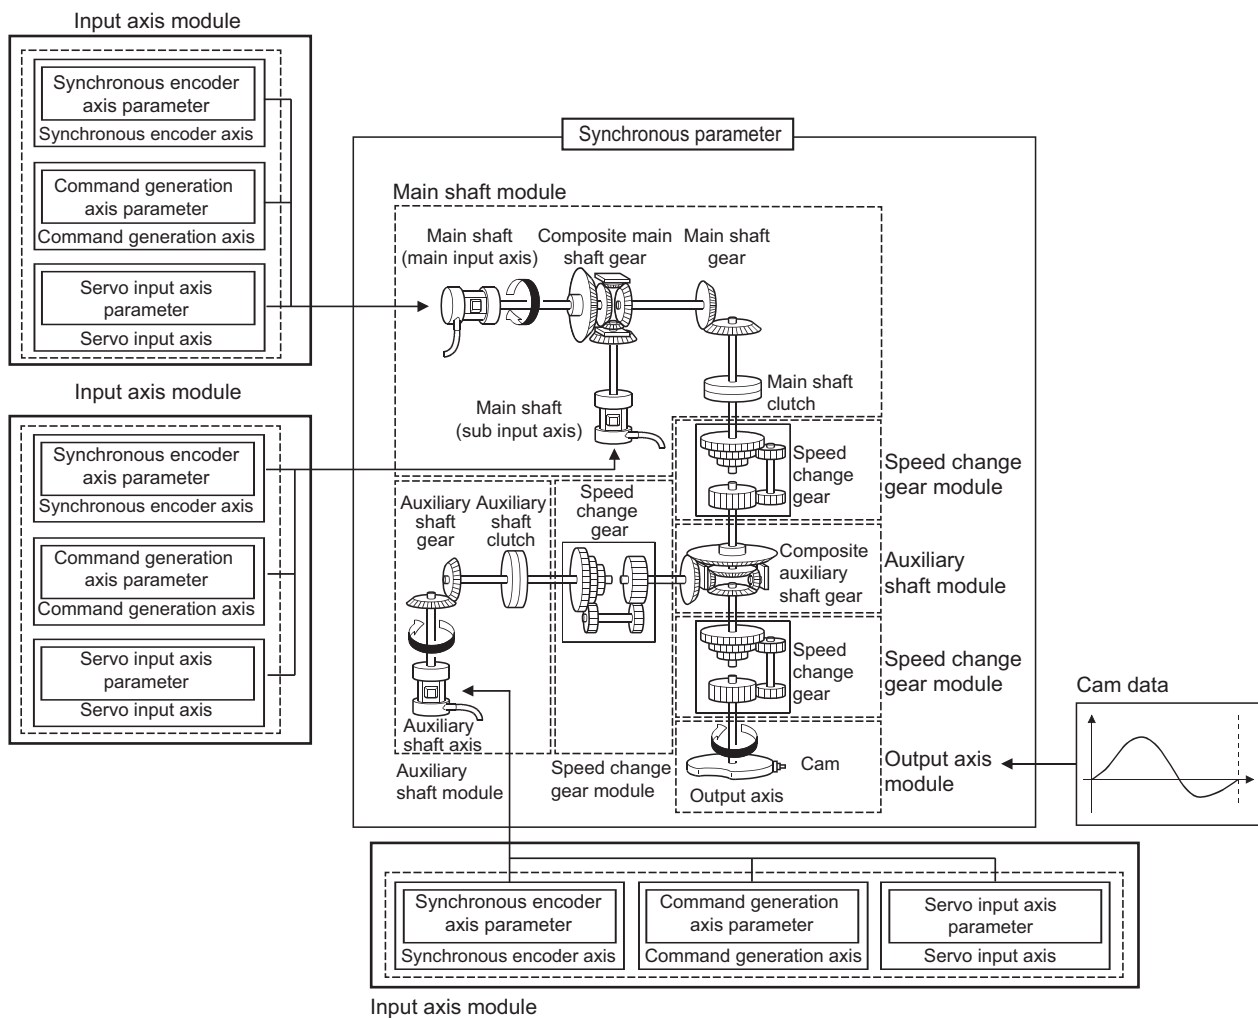 Input axis module
Synchronous encoder
axis parameter
Synchronous encoder axis
Command generation
axis parameter
Command generation axis
Servo input axis
parameter
Servo input axis
Input axis module
Synchronous encoder
axis parameter
Synchronous encoder axis
Command generation
axis parameter
Command generation axis
Servo input axis
parameter
Servo input axis
Synchronous parameter
Main shaft module
Main shaft
(main input axis)
Composite main
shaft gear
Main shaft
gear
Main shaft
clutch
Main shaft
(sub input axis)
Speed
change
gear
Speed change
gear module
Auxiliary
shaft
gear
Auxiliary
shaft
clutch
Speed
change
gear
Composite
auxiliary
shaft gear
Auxiliary
shaft module
Speed
change
gear
Speed change
gear module
Auxiliary
shaft axis
Auxiliary
shaft module
Speed change
gear module
Cam
Output axis
Output axis
module
Cam data
Synchronous encoder
axis parameter
Synchronous encoder axis
Command generation
axis parameter
Command generation axis
Servo input axis
parameter
Servo input axis
Input axis module